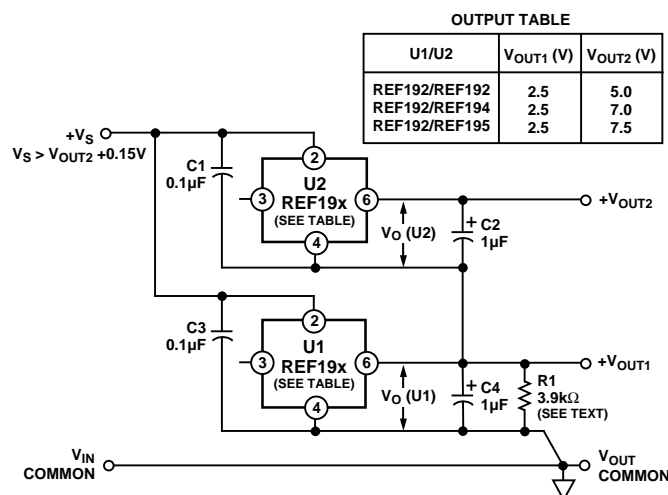 OUTPUT TABLE
U1/U2 VOUT1 (V) VOUT2 (V)
REF192/REF192 2.5 5.0
REF192/REF194 2.5 7.0
REF192/REF195 2.5 7.5
+VS
VS > VOUT2 +0.15V
C1
0.1µF
2
U2
REF19x
(SEE TABLE)
3
6
4
VO (U2)
+
C2
1µF
+VOUT2
C3
0.1µF
2
U1
REF19x
(SEE TABLE)
3
6
4
VO (U1)
+
C4
1µF
R1
3.9kΩ
(SEE TEXT)
+VOUT1
VIN
COMMON
VOUT
COMMON